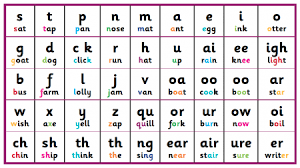 s t p n m a e i o
sat tap pan nose mat ant egg ink otter
g d c k r h u ai ee igh
goat dog click run hat up rain knee light
b f l j v oa oo oo ar
bus farm lolly jam van boat cook boot star
w x y z qu or ur ow oi
wish axe yell zap quill fork burn now boil
ch sh th th ng ear air ure er
chin ship think the sing near stair sure writer